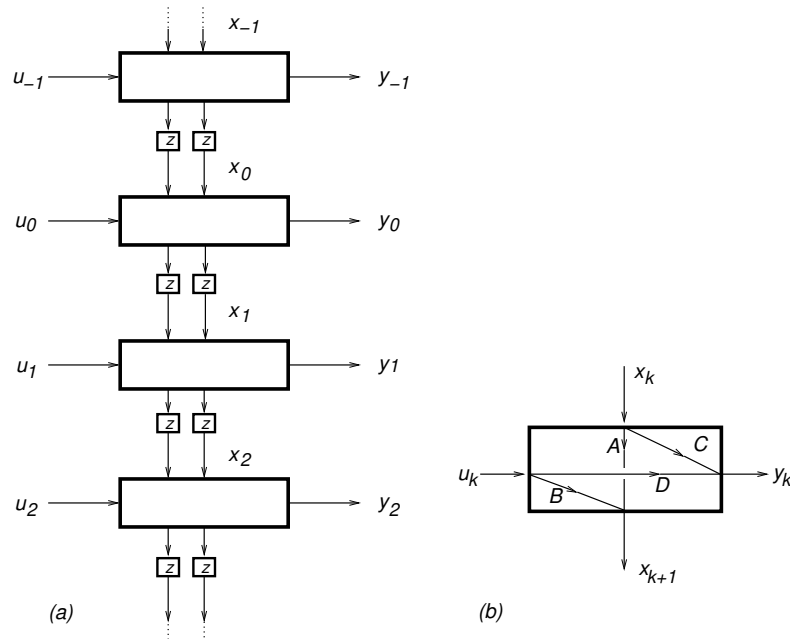 x_{-1}
u_{-1} y_{-1}
z z
x_0
u_0 y_0
z z
x_1
u_1 y1
z z
x_2
u_2 y_2
z z
(a)
x_k
A C
u_k D y_k
B
x_{k+1}
(b)